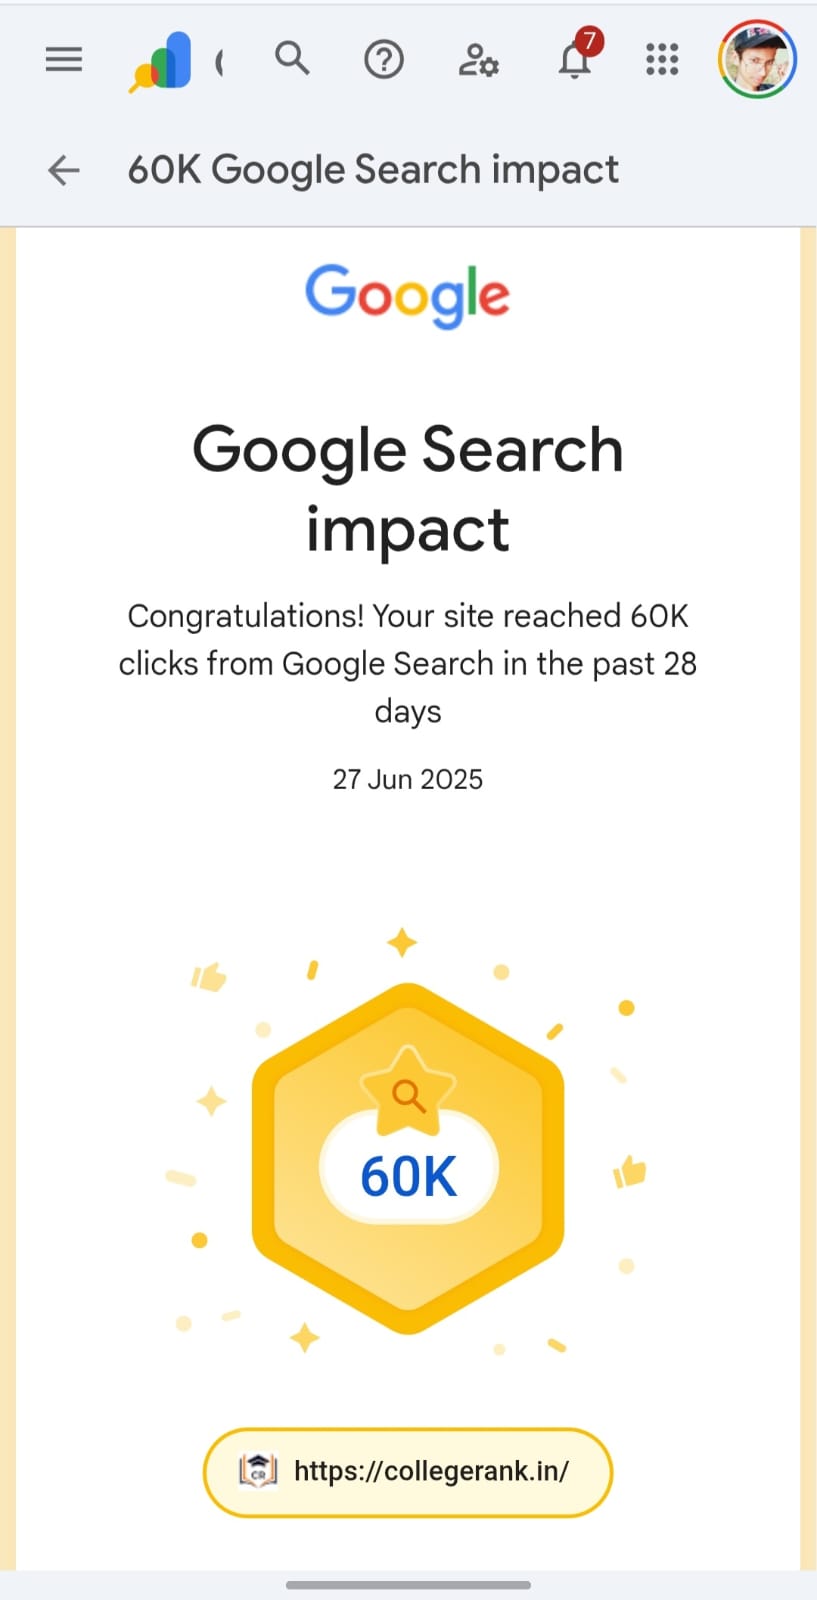 7
60K Google Search impact
Google
Google Search
impact
Congratulations! Your site reached 60K
clicks from Google Search in the past 28
days
27 Jun 2025
60K
CR
https://collegerank.in/